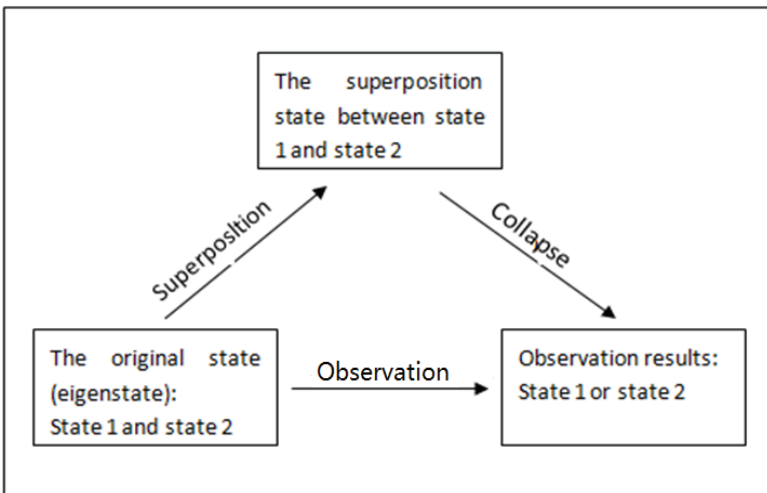 The superposition
state between state
1 and state 2
Superposition
Collapse
The original state
(eigenstate):
State 1 and state 2
Observation
Observation results:
State 1 or state 2